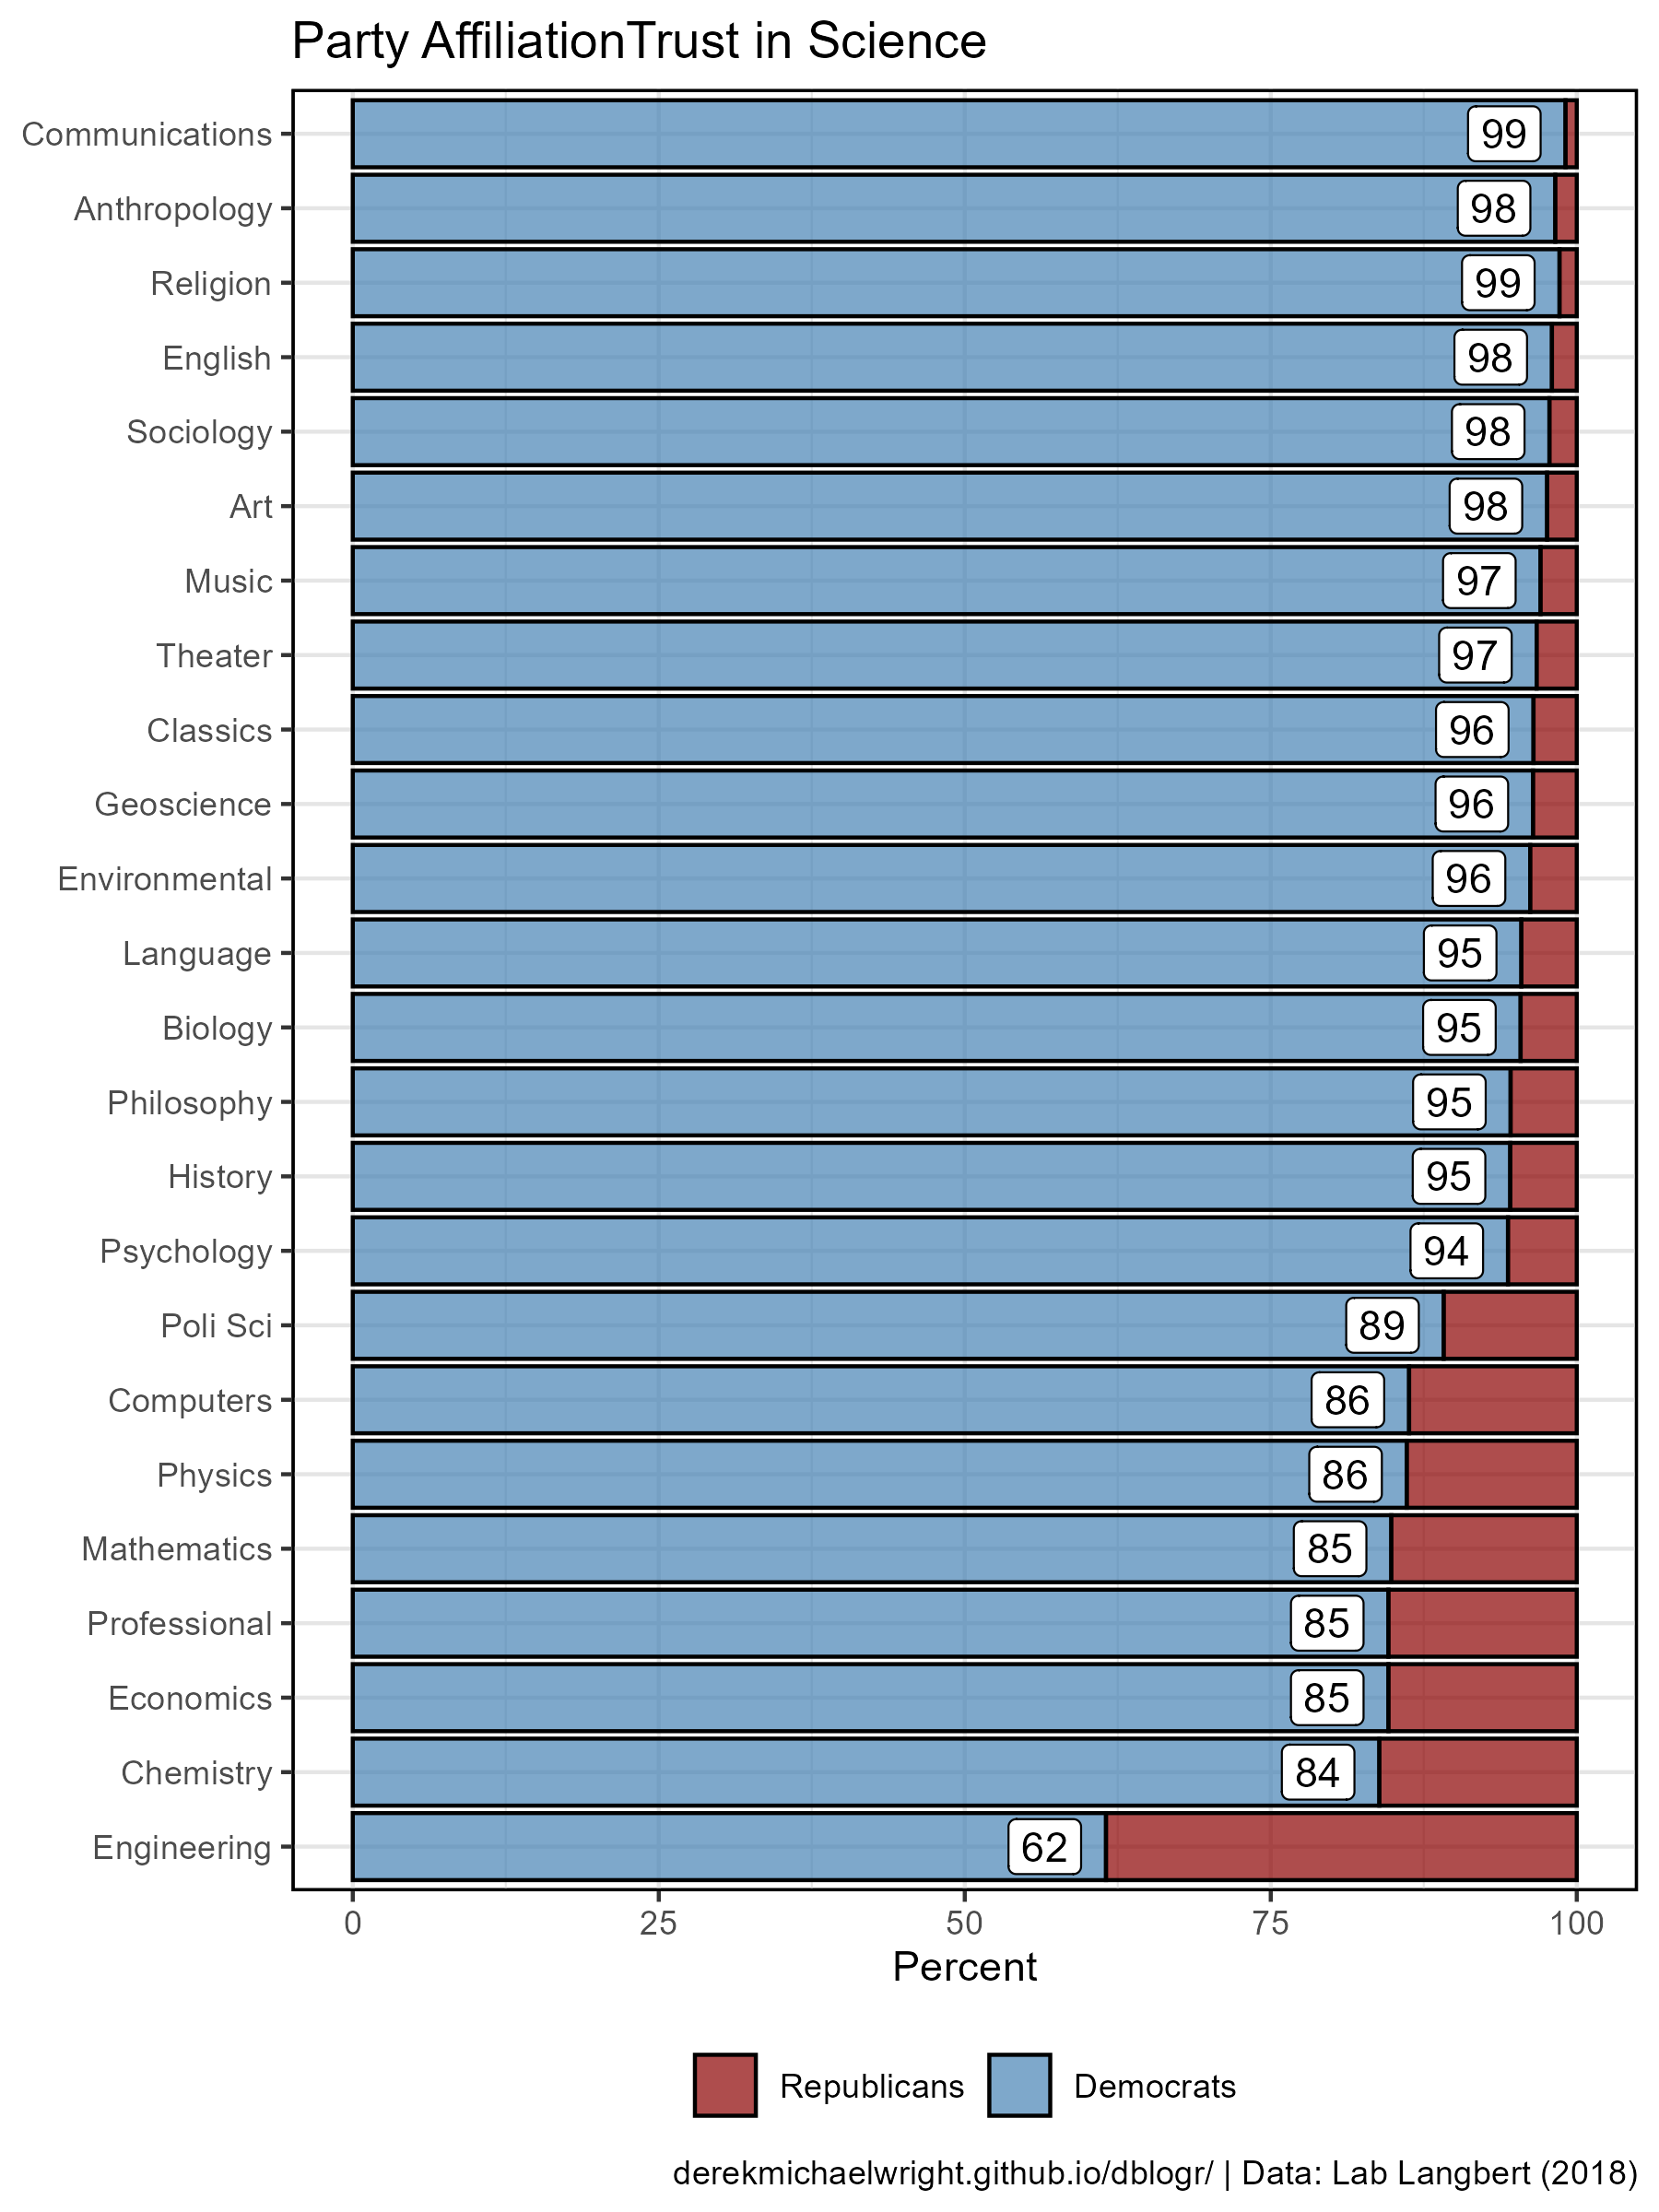 Party AffiliationTrust in Science
Communications 99
Anthropology 98
Religion 99
English 98
Sociology 98
Art 98
Music 97
Theater 97
Classics 96
Geoscience 96
Environmental 96
Language 95
Biology 95
Philosophy 95
History 95
Psychology 94
Poli Sci 89
Computers 86
Physics 86
Mathematics 85
Professional 85
Economics 85
Chemistry 84
Engineering 62
0 25 50 75 100
Percent
Republicans Democrats
derekmichaelwright.github.io/dblogr/ | Data: Lab Langbert (2018)